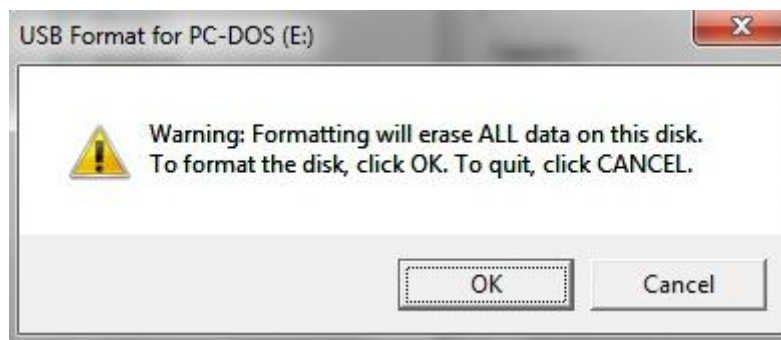 USB Format for PC-DOS (E:)
Warning: Formatting will erase ALL data on this disk.
To format the disk, click OK. To quit, click CANCEL.
OK
Cancel